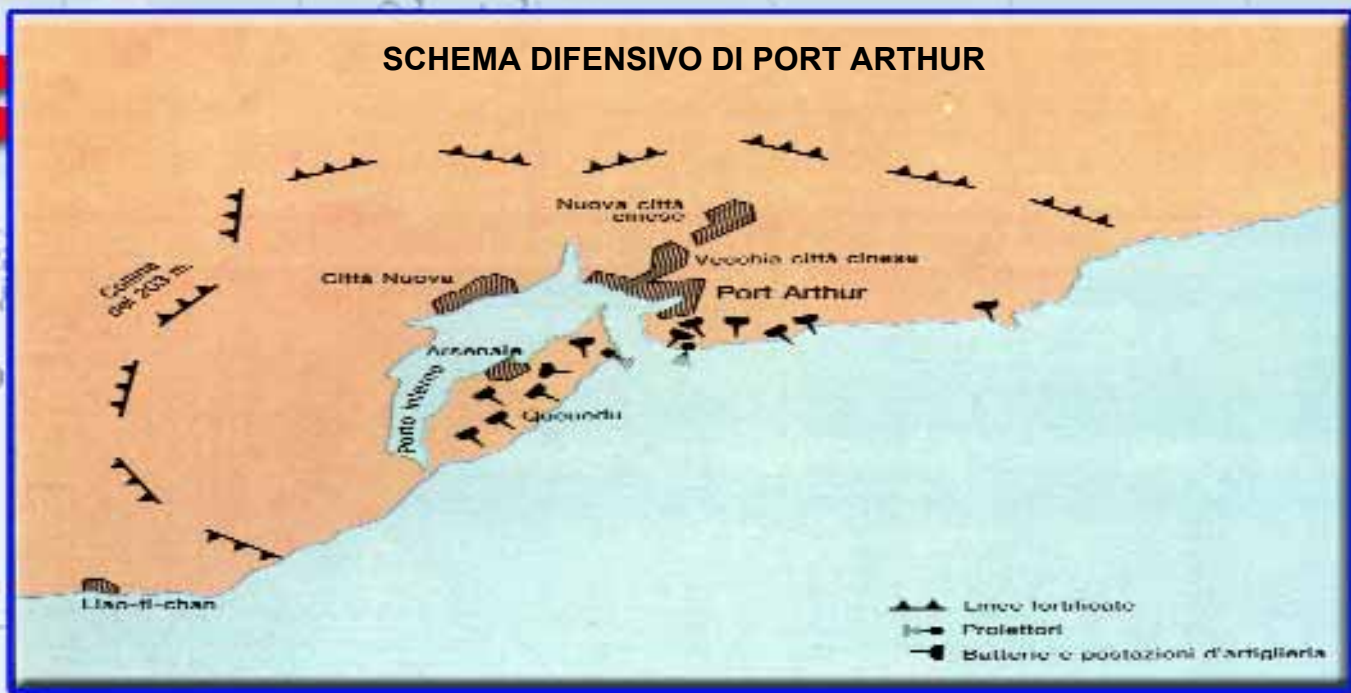 SCHEMA DIFENSIVO DI PORT ARTHUR
Nuova città
cinese
Vecchia città cinese
Città Nuova
Port Arthur
Collina
del 203 m.
Arsenale
Porto Interno
Liao-ti-chan
Linee fortificate
Proiettori
Batterie e postazioni d'artiglieria